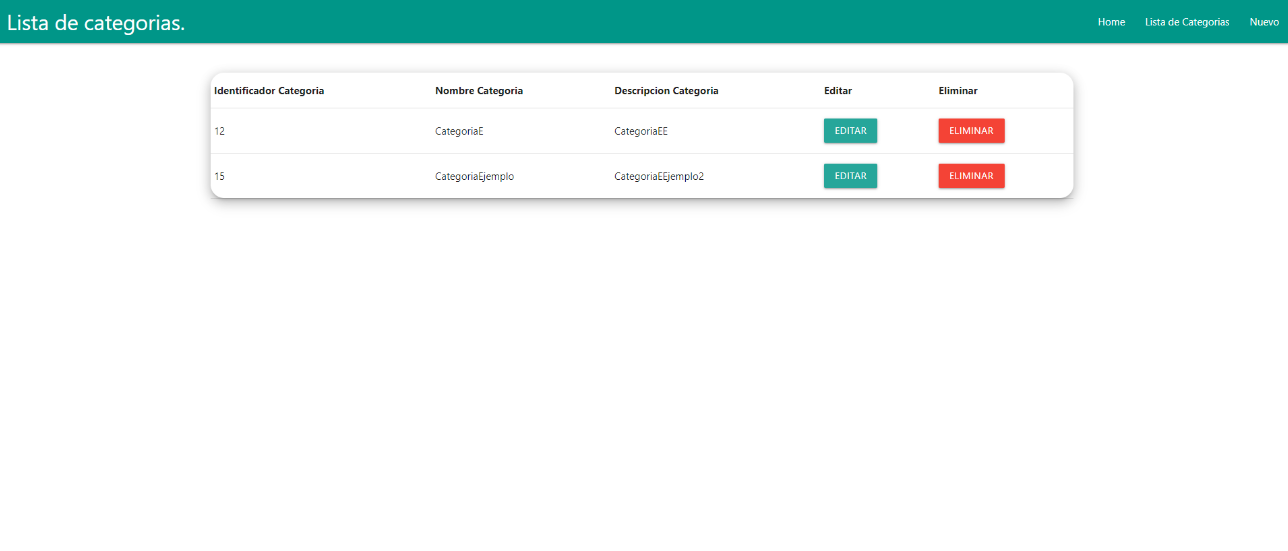 Lista de categorias. Home Lista de Categorias Nuevo
Identificador Categoria Nombre Categoria Descripcion Categoria Editar Eliminar
12 CategoriaE CategoriaEE EDITAR ELIMINAR
15 CategoriaEjemplo CategoriaEEjemplo2 EDITAR ELIMINAR